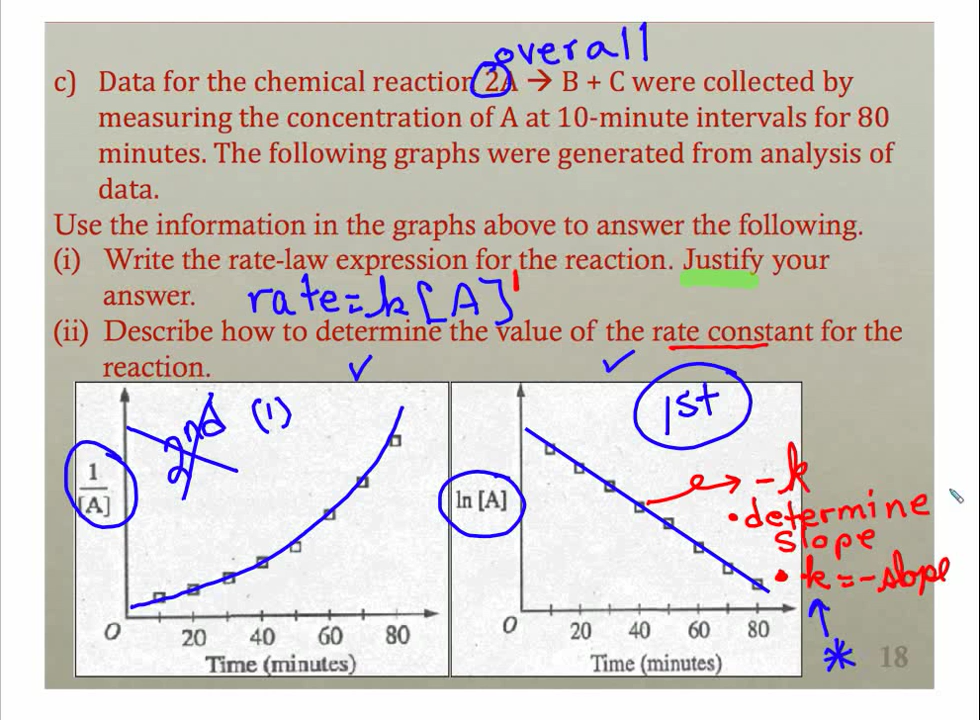 overall
c) Data for the chemical reaction 2A → B + C were collected by
measuring the concentration of A at 10-minute intervals for 80
minutes. The following graphs were generated from analysis of
data.
Use the information in the graphs above to answer the following.
(i) Write the rate-law expression for the reaction. Justify your
answer. rate=k[A]¹
(ii) Describe how to determine the value of the rate constant for the
reaction.
2nd (1)
1
[A]
O 20 40 60 80
Time (minutes)
1st
ln [A]
→ -k
•determine
slope
• k = -slope
O 20 40 60 80
Time (minutes)
* 18